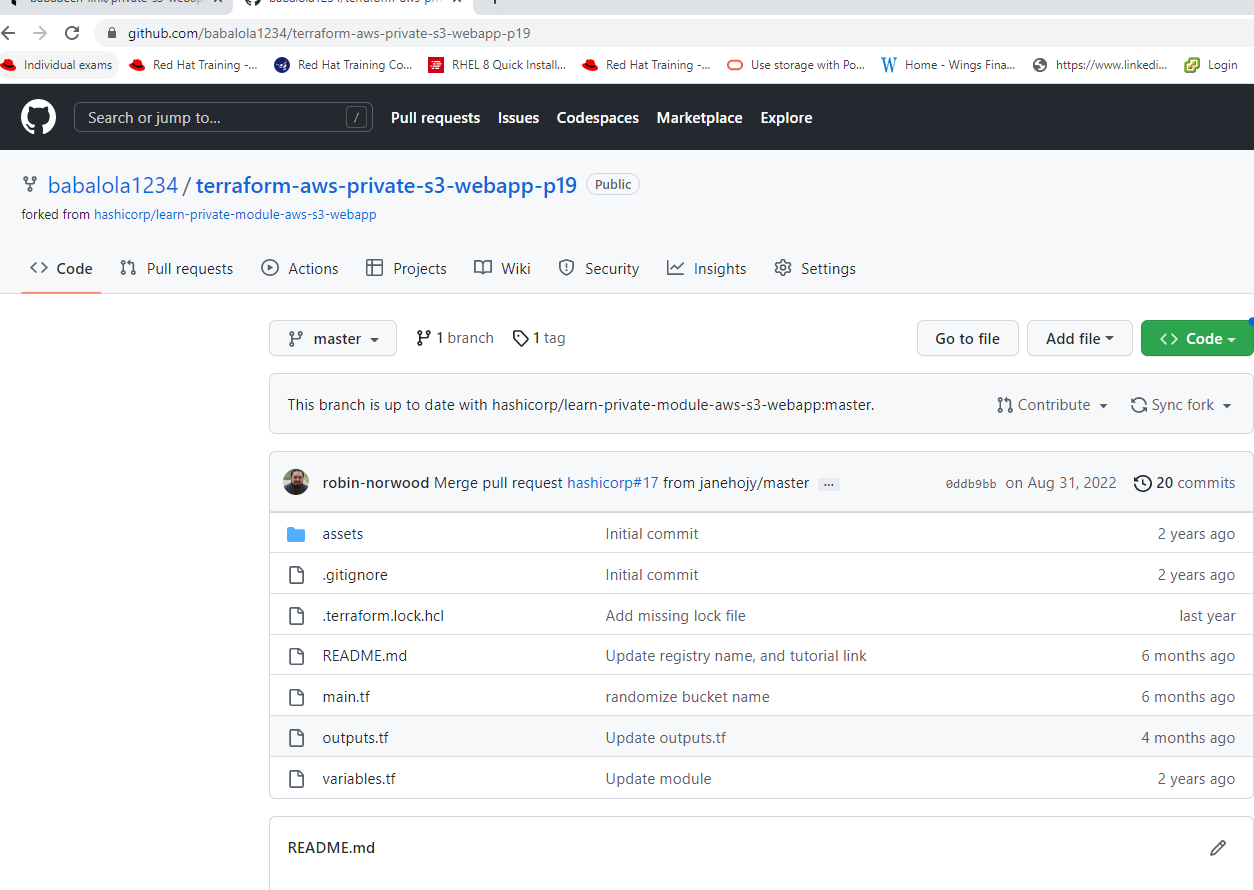 github.com/babalola1234/terraform-aws-private-s3-webapp-p19
Individual exams Red Hat Training -... Red Hat Training Co... RHEL 8 Quick Install... Red Hat Training -... Use storage with Po... Home - Wings Fina... https://www.linkedi... Login
Search or jump to... / Pull requests Issues Codespaces Marketplace Explore
babalola1234 / terraform-aws-private-s3-webapp-p19 Public
forked from hashicorp/learn-private-module-aws-s3-webapp
Code Pull requests Actions Projects Wiki Security Insights Settings
master 1 branch 1 tag Go to file Add file Code
This branch is up to date with hashicorp/learn-private-module-aws-s3-webapp:master. Contribute Sync fork
robin-norwood Merge pull request hashicorp#17 from janehojy/master ... 0ddb9bb on Aug 31, 2022 20 commits
assets Initial commit 2 years ago
.gitignore Initial commit 2 years ago
.terraform.lock.hcl Add missing lock file last year
README.md Update registry name, and tutorial link 6 months ago
main.tf randomize bucket name 6 months ago
outputs.tf Update outputs.tf 4 months ago
variables.tf Update module 2 years ago
README.md